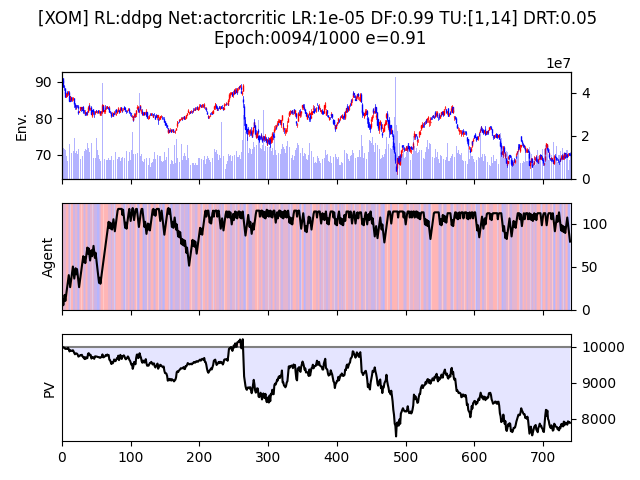 [XOM] RL:ddpg Net:actorcritic LR:1e-05 DF:0.99 TU:[1,14] DRT:0.05
Epoch:0094/1000 e=0.91
1e7
Env.
90
80
70
4
2
0
Agent
100
50
0
PV
10000
9000
8000
0 100 200 300 400 500 600 700